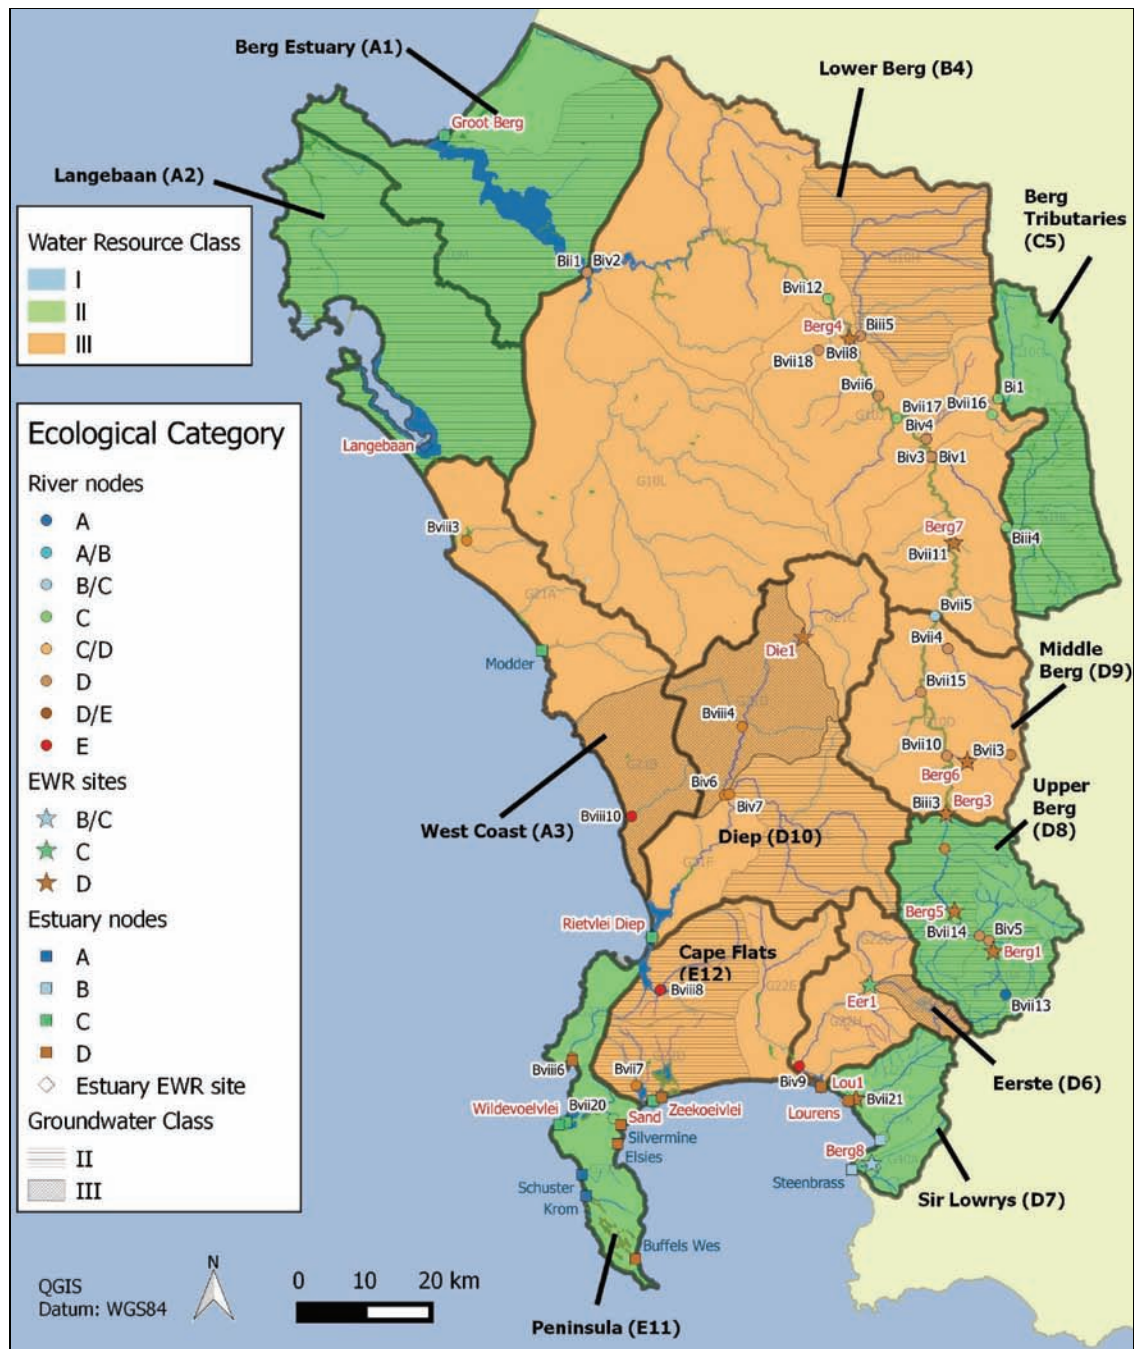 Berg Estuary (A1)
Lower Berg (B4)
Groot Berg
Langebaan (A2)
Berg
Tributaries
(C5)
Water Resource Class
I
II
III
Bii1
Biv2
Bvii12
Berg4
Biii5
Bvii18
Bvii8
Bvii6
Bvii17
Bvii16
Bi1
Biv4
Biv3
Biv1
Langebaan
Ecological Category
River nodes
A
A/B
B/C
C
C/D
D
D/E
E
EWR sites
B/C
C
D
Estuary nodes
A
B
C
D
Estuary EWR site
Groundwater Class
II
III
G10L
Bviii3
Berg7
Bvii11
Biii4
G21A
G21C
Bvii5
Modder
Die1
Bvii4
Middle
Berg (D9)
Bvii15
Bviii4
G10D
Bvii10
Bvii3
Berg6
Biv6
Biv7
Biii3
Berg3
Upper
Berg
(D8)
Bviii10
West Coast (A3)
Diep (D10)
Berg5
Bvii14
Biv5
Berg1
Rietvlei Diep
Cape Flats
(E12)
G22E
Bviii8
Eer1
Bvii13
Bviii6
Bvii7
Biv9
Lou1
Eerste (D6)
Wildevoelvlei
Bvii20
Sand
Zeekoeivlei
Lourens
Bvii21
Silvermine
Elsies
Berg8
Steenbrass
Schuster
Krom
Sir Lowrys (D7)
Buffels Wes
N
0 10 20 km
QGIS
Datum: WGS84
Peninsula (E11)